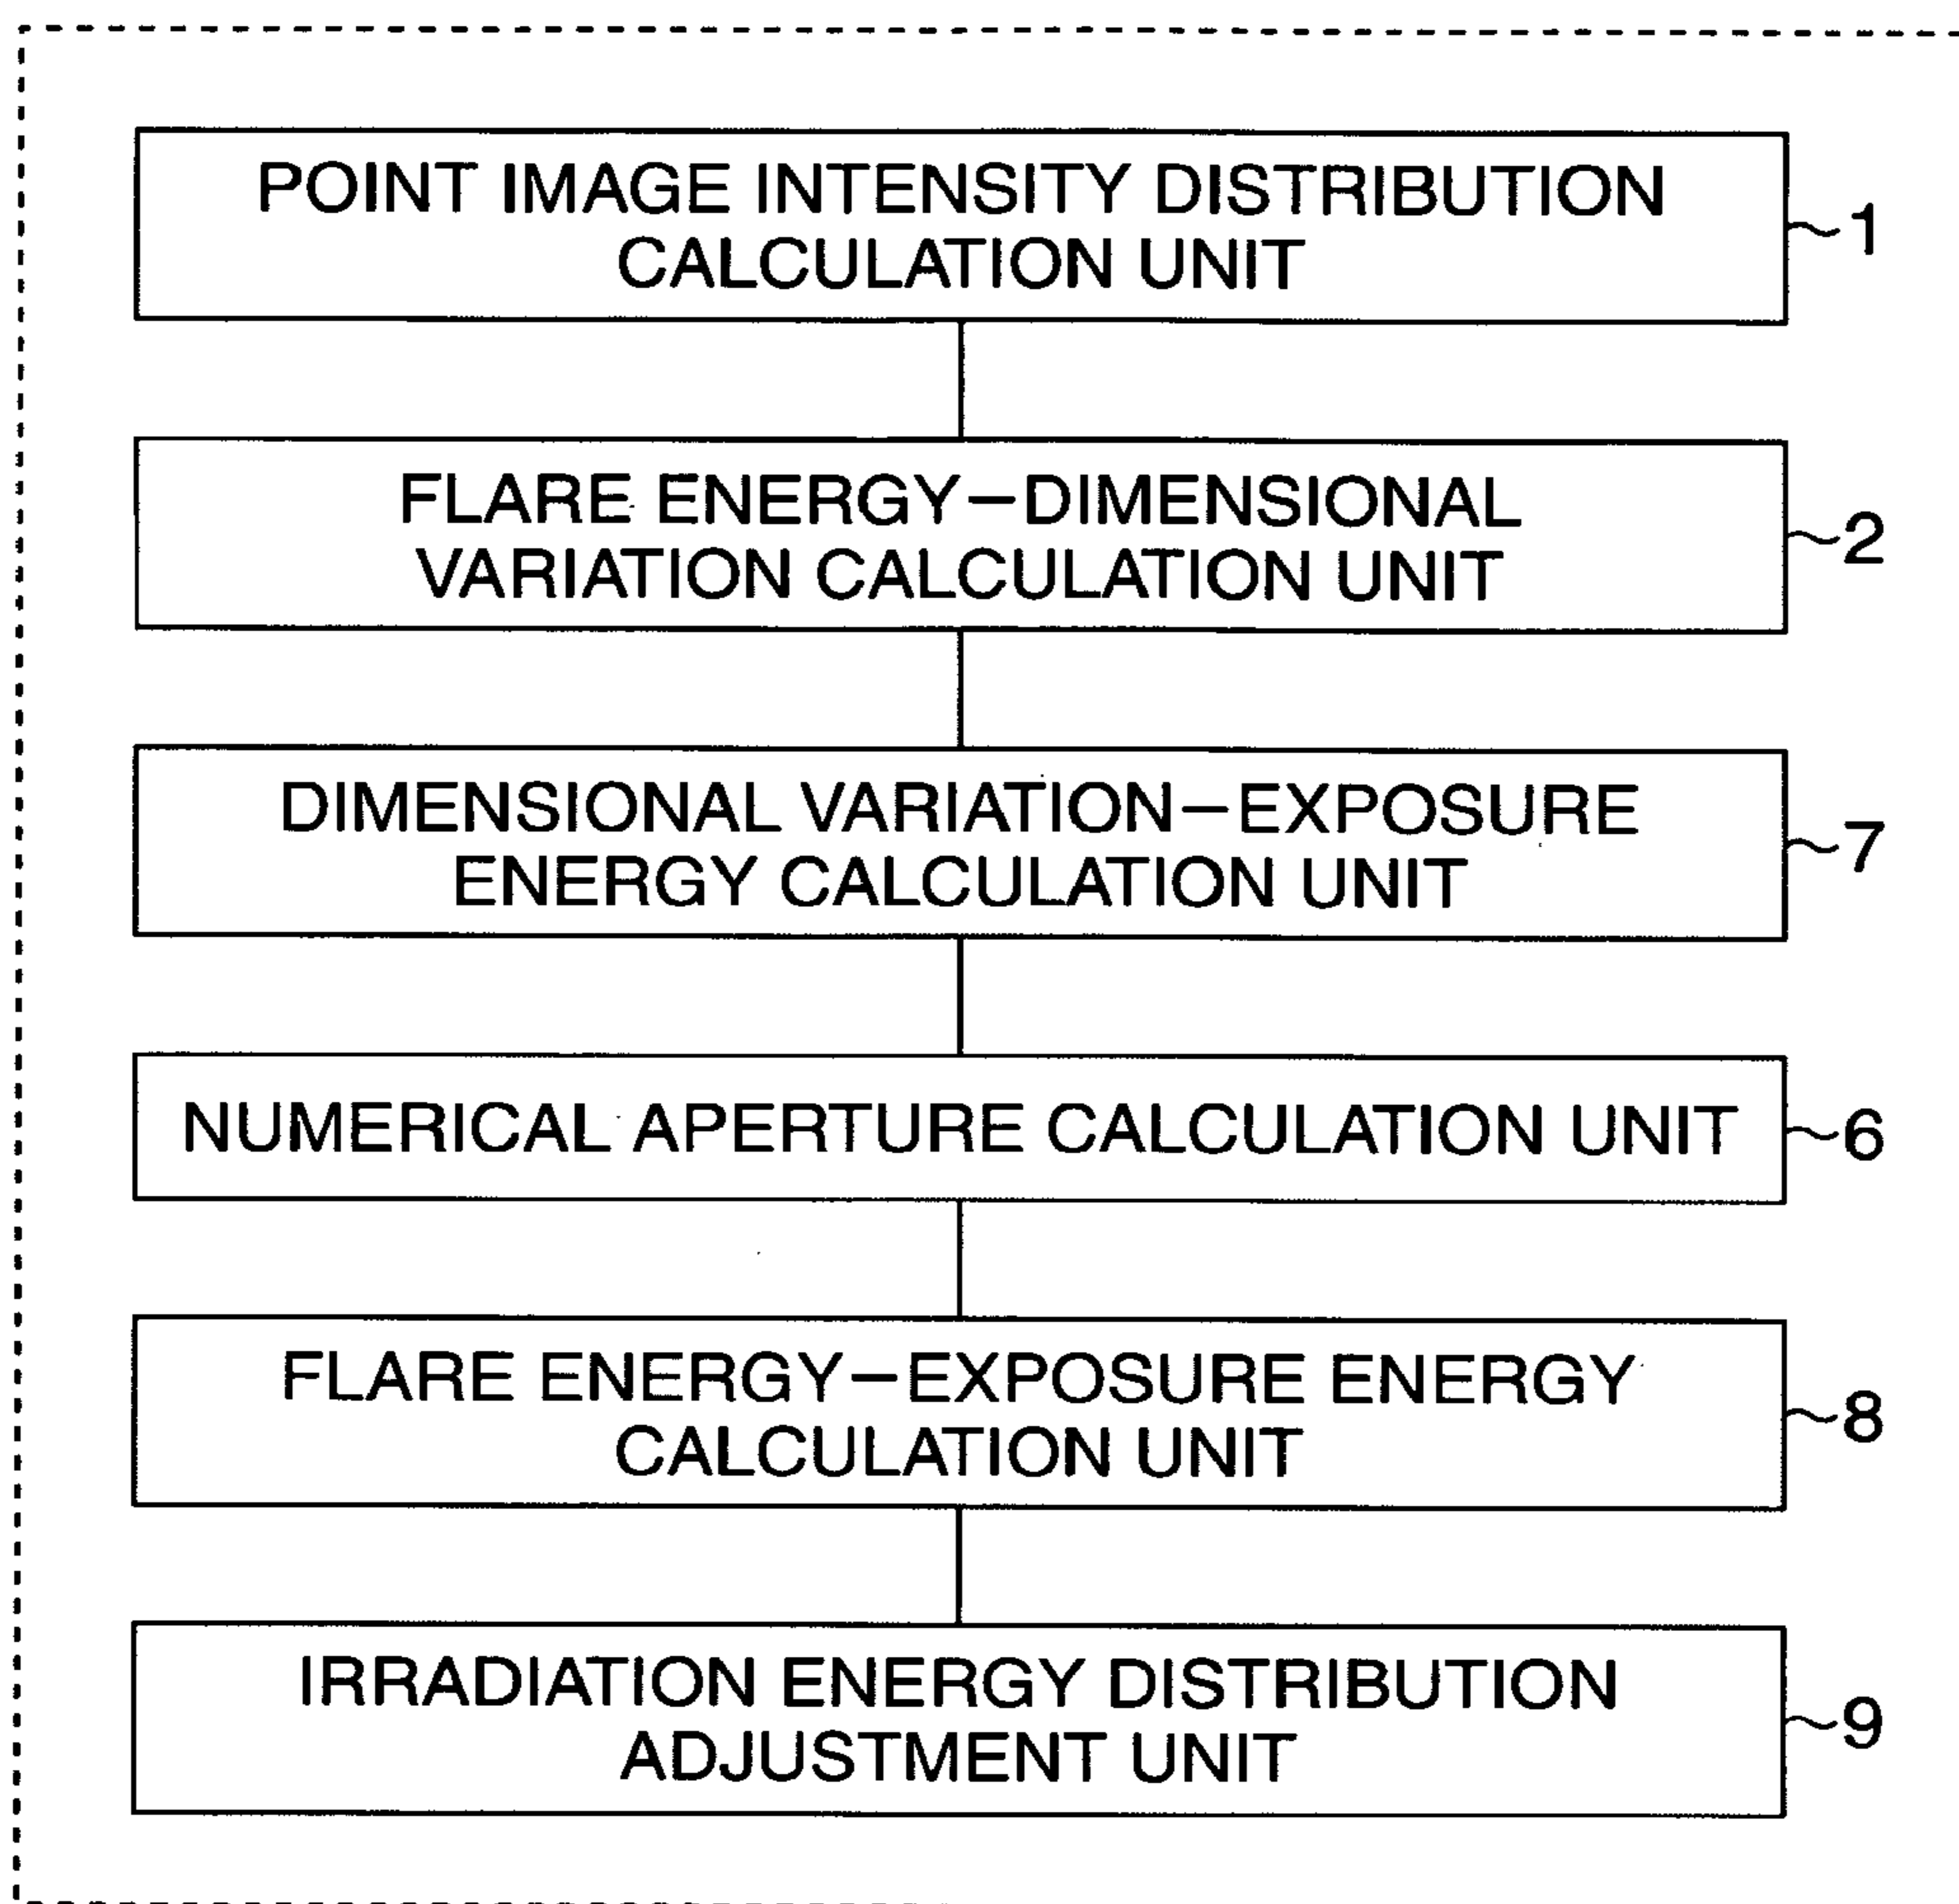 POINT IMAGE INTENSITY DISTRIBUTION
CALCULATION UNIT
1
FLARE ENERGY−DIMENSIONAL
VARIATION CALCULATION UNIT
2
DIMENSIONAL VARIATION−EXPOSURE
ENERGY CALCULATION UNIT
7
NUMERICAL APERTURE CALCULATION UNIT
6
FLARE ENERGY−EXPOSURE ENERGY
CALCULATION UNIT
8
IRRADIATION ENERGY DISTRIBUTION
ADJUSTMENT UNIT
9